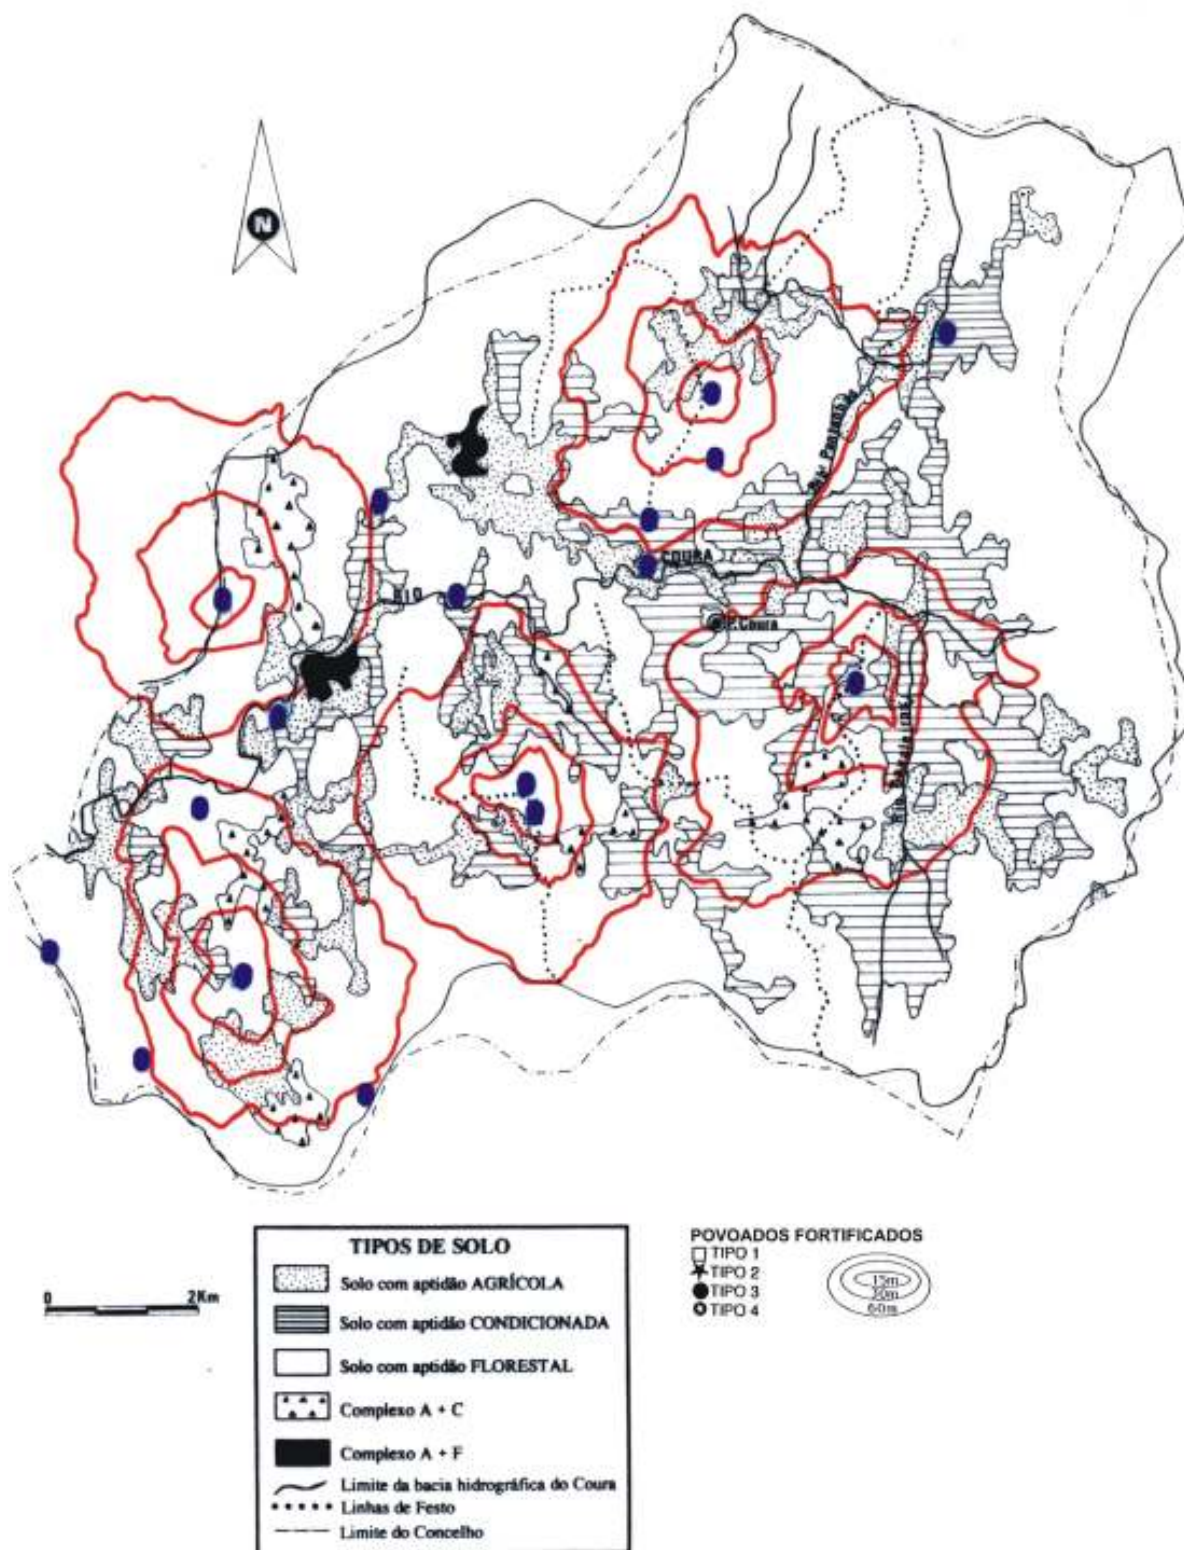 N
Rio
COURA
RIO
P.Coura
0 2Km
TIPOS DE SOLO
Solo com aptidão AGRÍCOLA
Solo com aptidão CONDICIONADA
Solo com aptidão FLORESTAL
Complexo A + C
Complexo A + F
Limite da bacia hidrográfica do Coura
Linhas de Festo
Limite do Concelho
POVOADOS FORTIFICADOS
TIPO 1
TIPO 2
TIPO 3
TIPO 4
15m
30m
60m